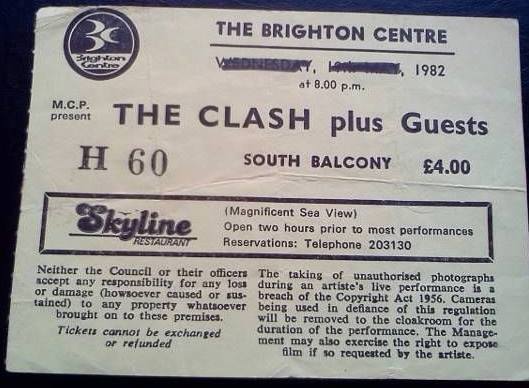 Brighton
Centre
THE BRIGHTON CENTRE
WEDNESDAY, 1982
at 8.00 p.m.
M.C.P.
present
THE CLASH plus Guests
H 60 SOUTH BALCONY £4.00
Skyline
RESTAURANT
(Magnificent Sea View)
Open two hours prior to most performances
Reservations: Telephone 203130
Neither the Council or their officers
accept any responsibility for any loss
or damage (howsoever caused or sus-
tained) to any property whatsoever
brought on to these premises.
Tickets cannot be exchanged
or refunded
The taking of unauthorised photographs
during an artiste's live performance is a
breach of the Copyright Act 1956. Cameras
being used in defiance of this regulation
will be removed to the cloakroom for the
duration of the performance. The Manage-
ment may also exercise the right to expose
film if so requested by the artiste.